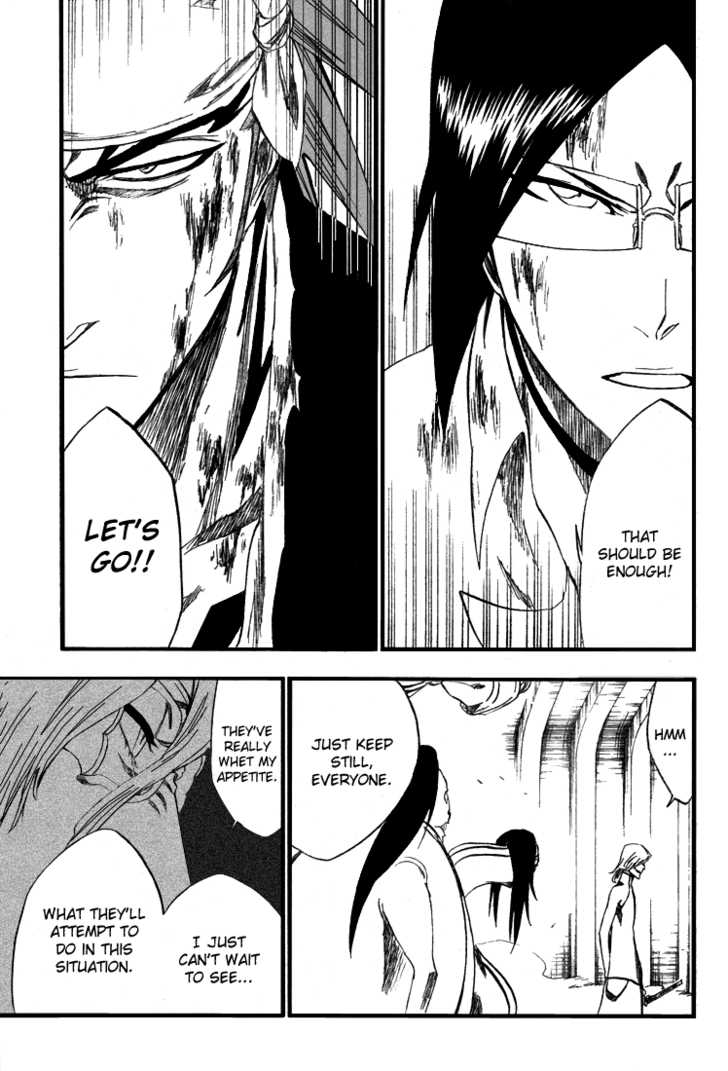 THAT
SHOULD BE
ENOUGH!
LET'S
GO!!
HMM
...
JUST KEEP
STILL,
EVERYONE.
THEY'VE
REALLY
WHET MY
APPETITE.
I JUST
CAN'T WAIT
TO SEE...
WHAT THEY'LL
ATTEMPT TO
DO IN THIS
SITUATION.